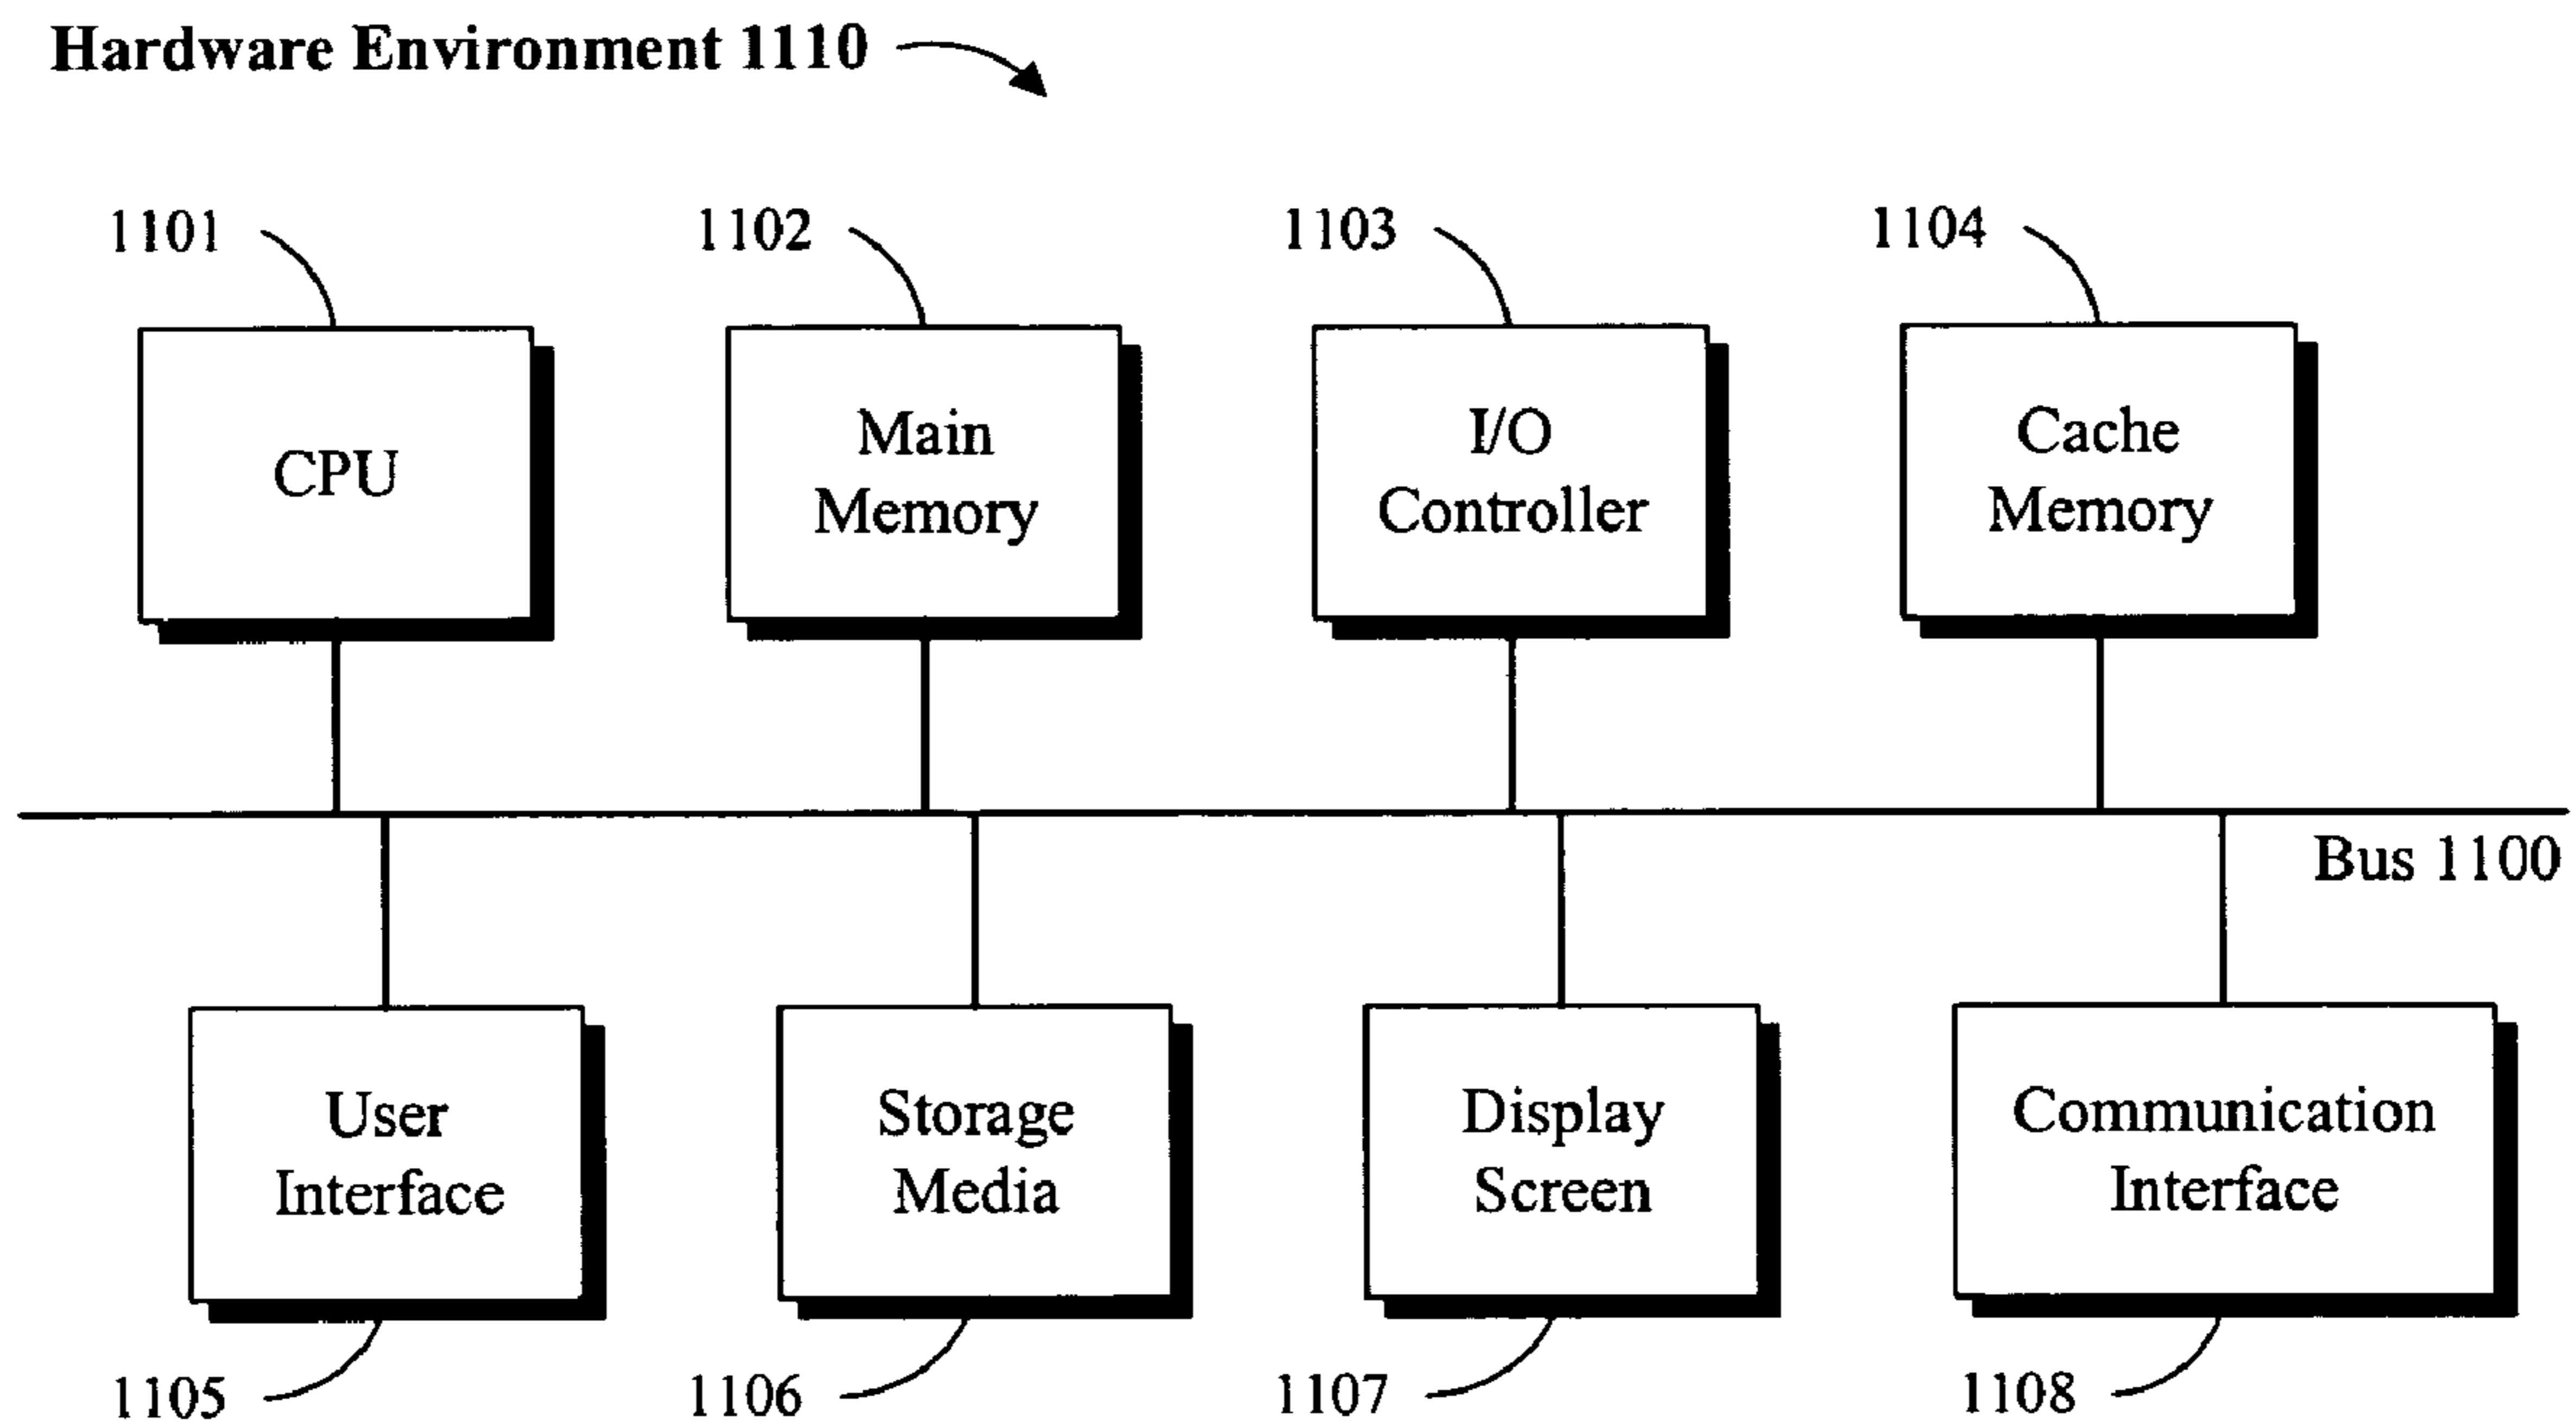 Hardware Environment 1110
1101
1102
1103
1104
CPU
Main
Memory
I/O
Controller
Cache
Memory
Bus 1100
User
Interface
Storage
Media
Display
Screen
Communication
Interface
1105
1106
1107
1108